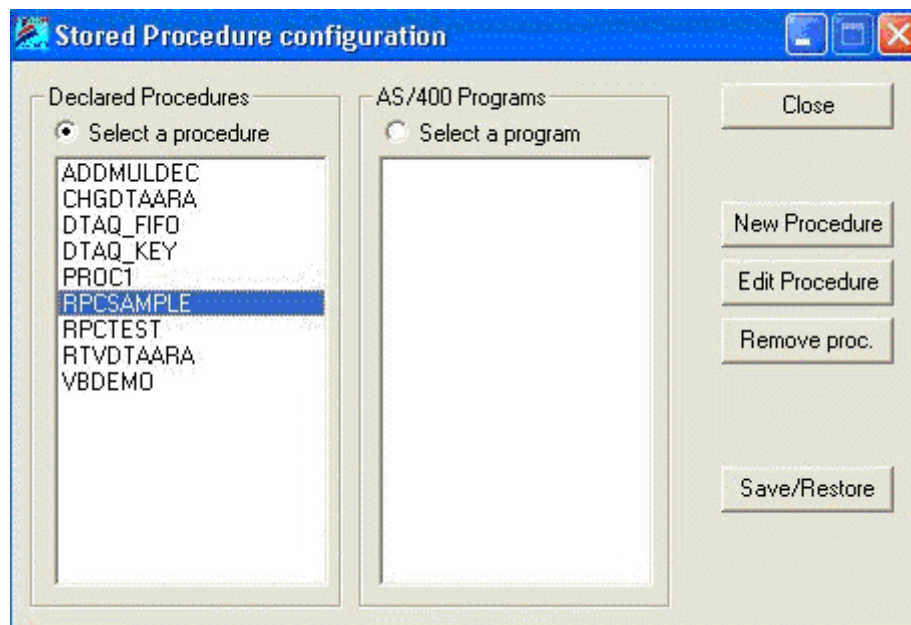 Stored Procedure configuration
Declared Procedures
Select a procedure
ADDMULDEC
CHGDTAARA
DTAQ_FIFO
DTAQ_KEY
PROC1
RPCSAMPLE
RPCTEST
RTVDTAARA
VBDEMO
AS/400 Programs
Select a program
Close
New Procedure
Edit Procedure
Remove proc.
Save/Restore